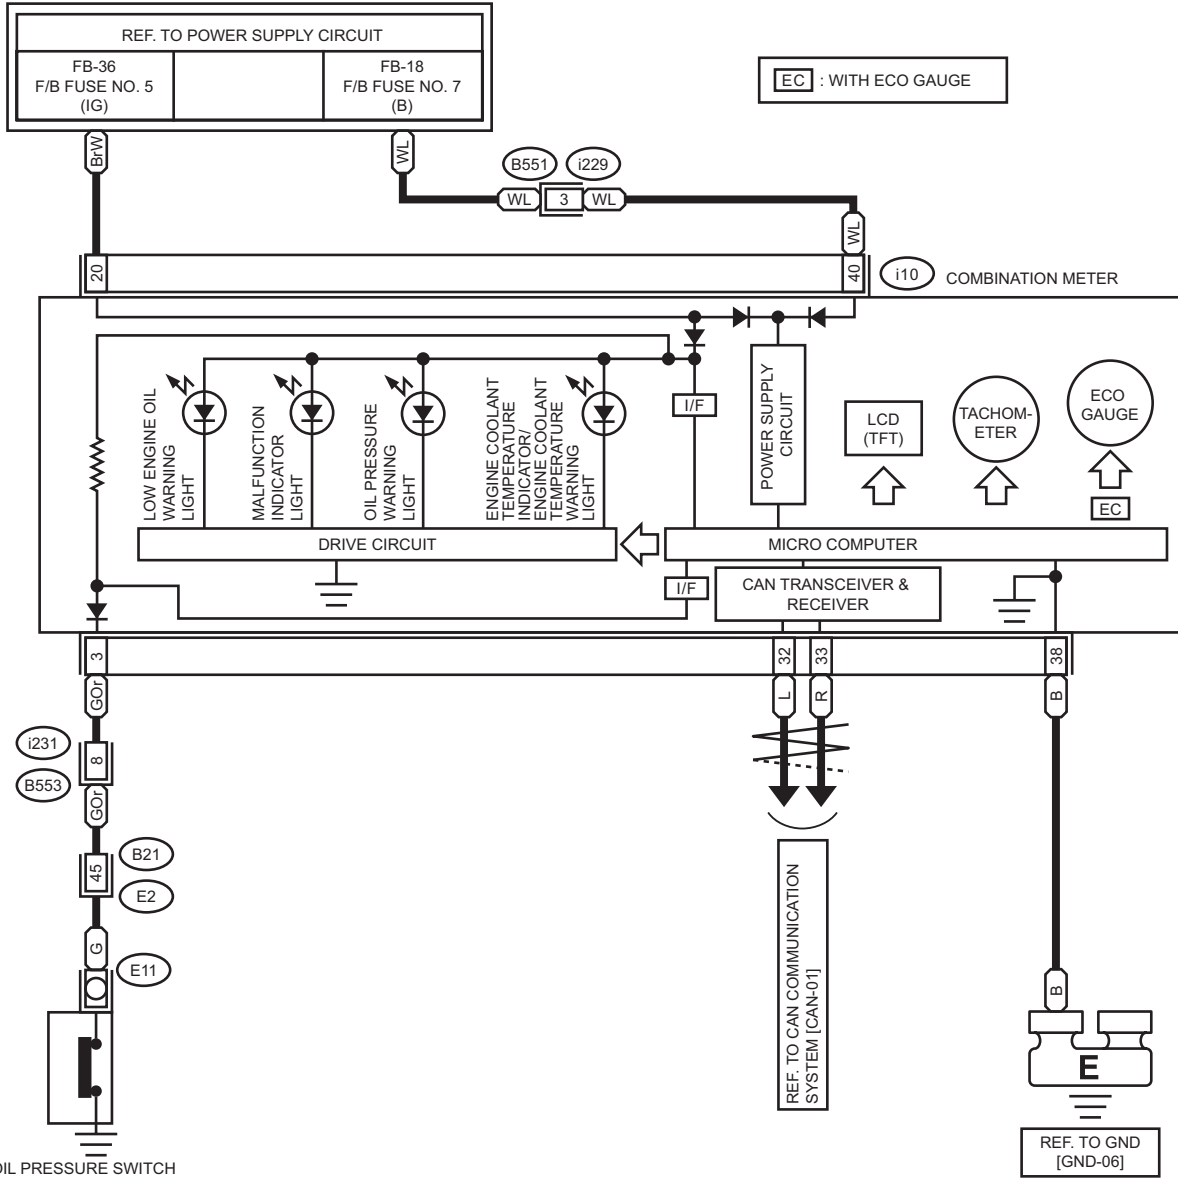 REF. TO POWER SUPPLY CIRCUIT
FB-36
F/B FUSE NO. 5
(IG)
FB-18
F/B FUSE NO. 7
(B)
EC : WITH ECO GAUGE
BrW
WL
B551
i229
WL
3
WL
WL
20
40
i10
COMBINATION METER
LOW ENGINE OIL
WARNING
LIGHT
MALFUNCTION
INDICATOR
LIGHT
OIL PRESSURE
WARNING
LIGHT
ENGINE COOLANT
TEMPERATURE
INDICATOR/
ENGINE COOLANT
TEMPERATURE
WARNING
LIGHT
I/F
POWER SUPPLY
CIRCUIT
LCD
(TFT)
TACHOM-
ETER
ECO
GAUGE
EC
DRIVE CIRCUIT
MICRO COMPUTER
I/F
CAN TRANSCEIVER &
RECEIVER
3
32
33
38
GOr
L
R
B
i231
8
B553
GOr
B21
45
E2
G
E11
REF. TO CAN COMMUNICATION
SYSTEM [CAN-01]
B
E
REF. TO GND
[GND-06]
OIL PRESSURE SWITCH